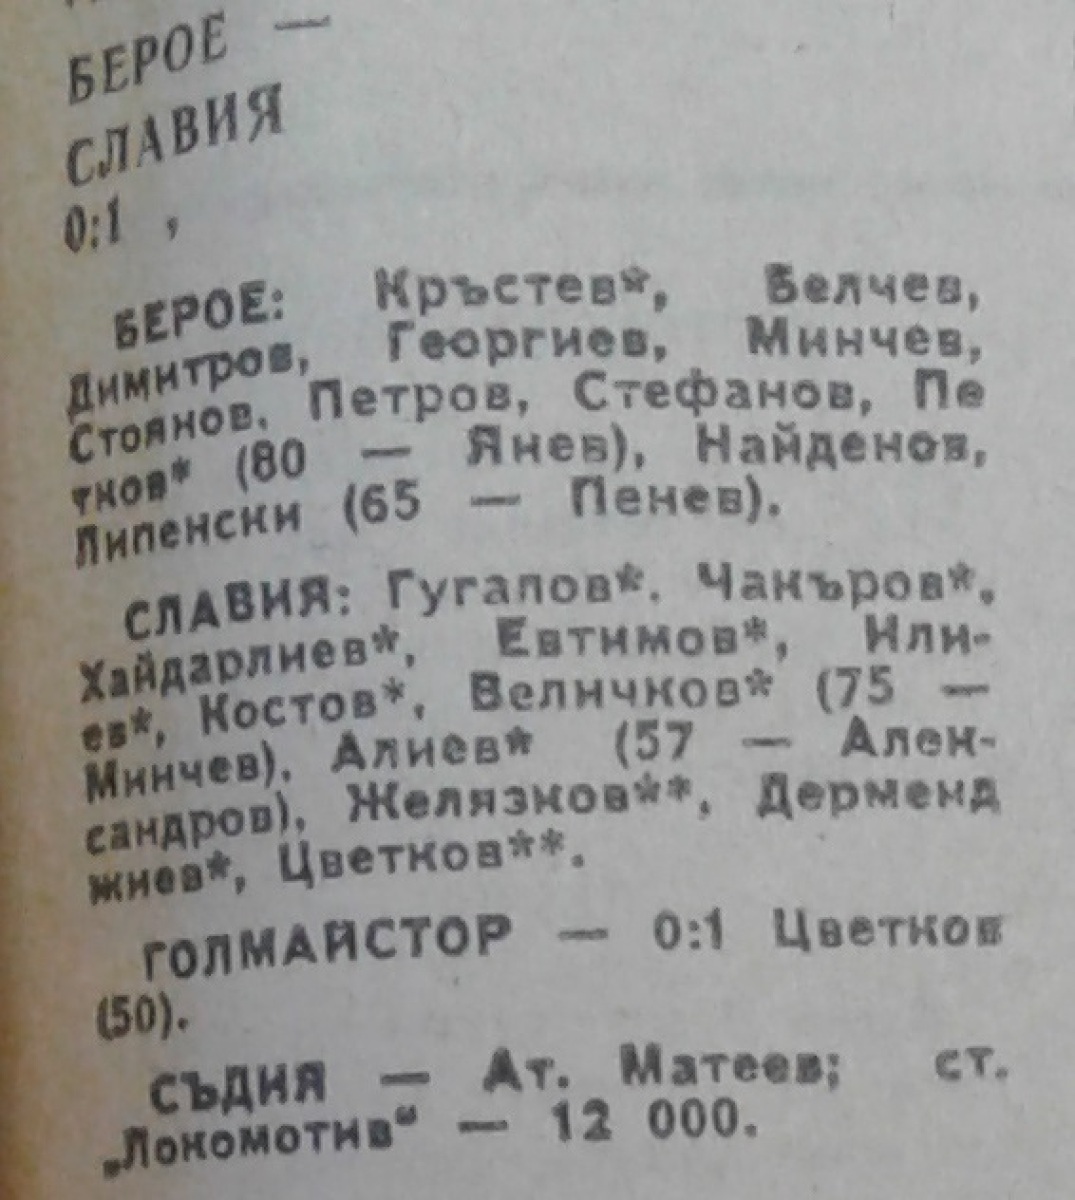 БЕРОЕ —
СЛАВИЯ
0:1 ,
БЕРОЕ: Кръстев*, Белчев,
Димитров, Георгиев, Минчев,
Стоянов, Петров, Стефанов, Пе
тков* (80 — Янев), Найденов,
Липенски (65 — Пенев).
СЛАВИЯ: Гугалов*, Чакъров*,
Хайдарлиев*, Евтимов*, Или-
ев*, Костов*, Величков* (75 —
Минчев), Алиев* (57 — Алек-
сандров), Желязков**, Дерменд
жиев*, Цветков**.
ГОЛМАЙСТОР — 0:1 Цветков
(50).
СЪДИЯ — Ат. Матеев; ст.
„Локомотив“ — 12 000.